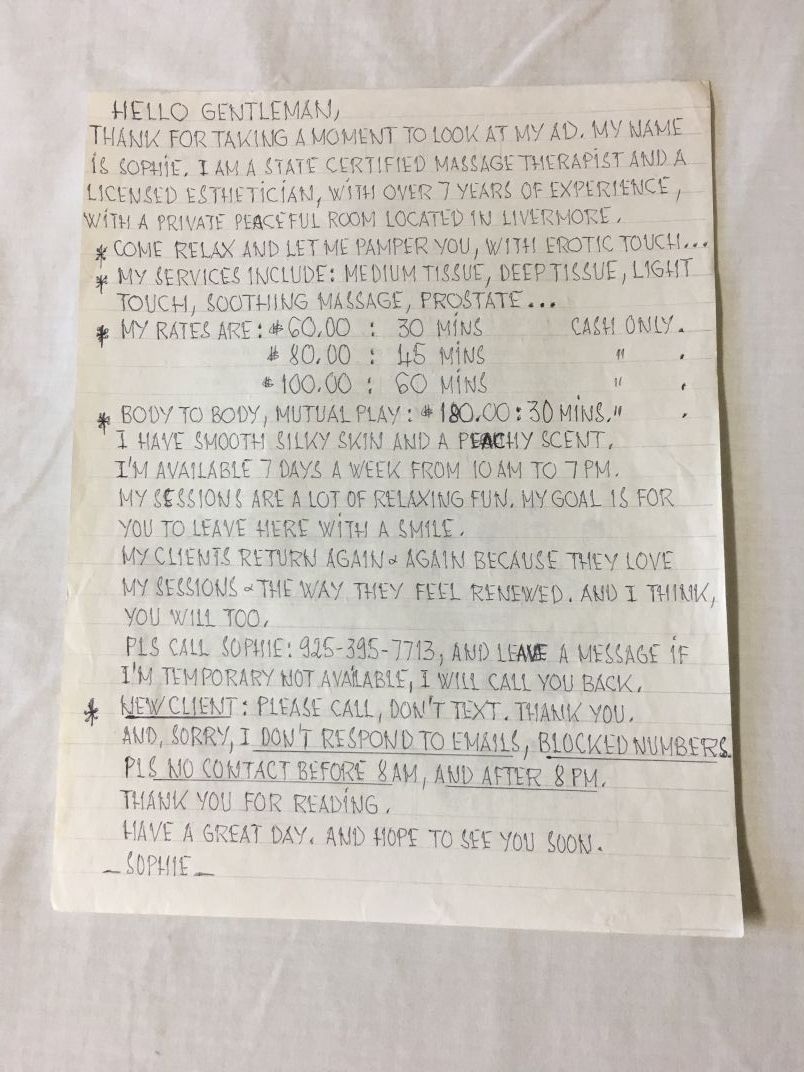 HELLO GENTLEMAN,
THANK FOR TAKING A MOMENT TO LOOK AT MY AD. MY NAME
IS SOPHIE. I AM A STATE CERTIFIED MASSAGE THERAPIST AND A
LICENSED ESTHETICIAN, WITH OVER 7 YEARS OF EXPERIENCE,
WITH A PRIVATE PEACEFUL ROOM LOCATED IN LIVERMORE.
* COME RELAX AND LET ME PAMPER YOU, WITH EROTIC TOUCH...
* MY SERVICES INCLUDE: MEDIUM TISSUE, DEEP TISSUE, LIGHT
TOUCH, SOOTHING MASSAGE, PROSTATE...
* MY RATES ARE: $60.00 : 30 MINS CASH ONLY.
$80.00 : 45 MINS " .
$100.00 : 60 MINS " .
* BODY TO BODY, MUTUAL PLAY: $180.00: 30 MINS. " .
I HAVE SMOOTH SILKY SKIN AND A PEACHY SCENT.
I'M AVAILABLE 7 DAYS A WEEK FROM 10 AM TO 7 PM.
MY SESSIONS ARE A LOT OF RELAXING FUN. MY GOAL IS FOR
YOU TO LEAVE HERE WITH A SMILE.
MY CLIENTS RETURN AGAIN & AGAIN BECAUSE THEY LOVE
MY SESSIONS & THE WAY THEY FEEL RENEWED. AND I THINK,
YOU WILL TOO.
PLS CALL SOPHIE: 925-395-7713, AND LEAVE A MESSAGE IF
I'M TEMPORARY NOT AVAILABLE, I WILL CALL YOU BACK.
* NEW CLIENT: PLEASE CALL, DON'T TEXT. THANK YOU.
AND, SORRY, I DON'T RESPOND TO EMAILS, BLOCKED NUMBERS.
PLS NO CONTACT BEFORE 8 AM, AND AFTER 8 PM.
THANK YOU FOR READING.
HAVE A GREAT DAY. AND HOPE TO SEE YOU SOON.
_SOPHIE_